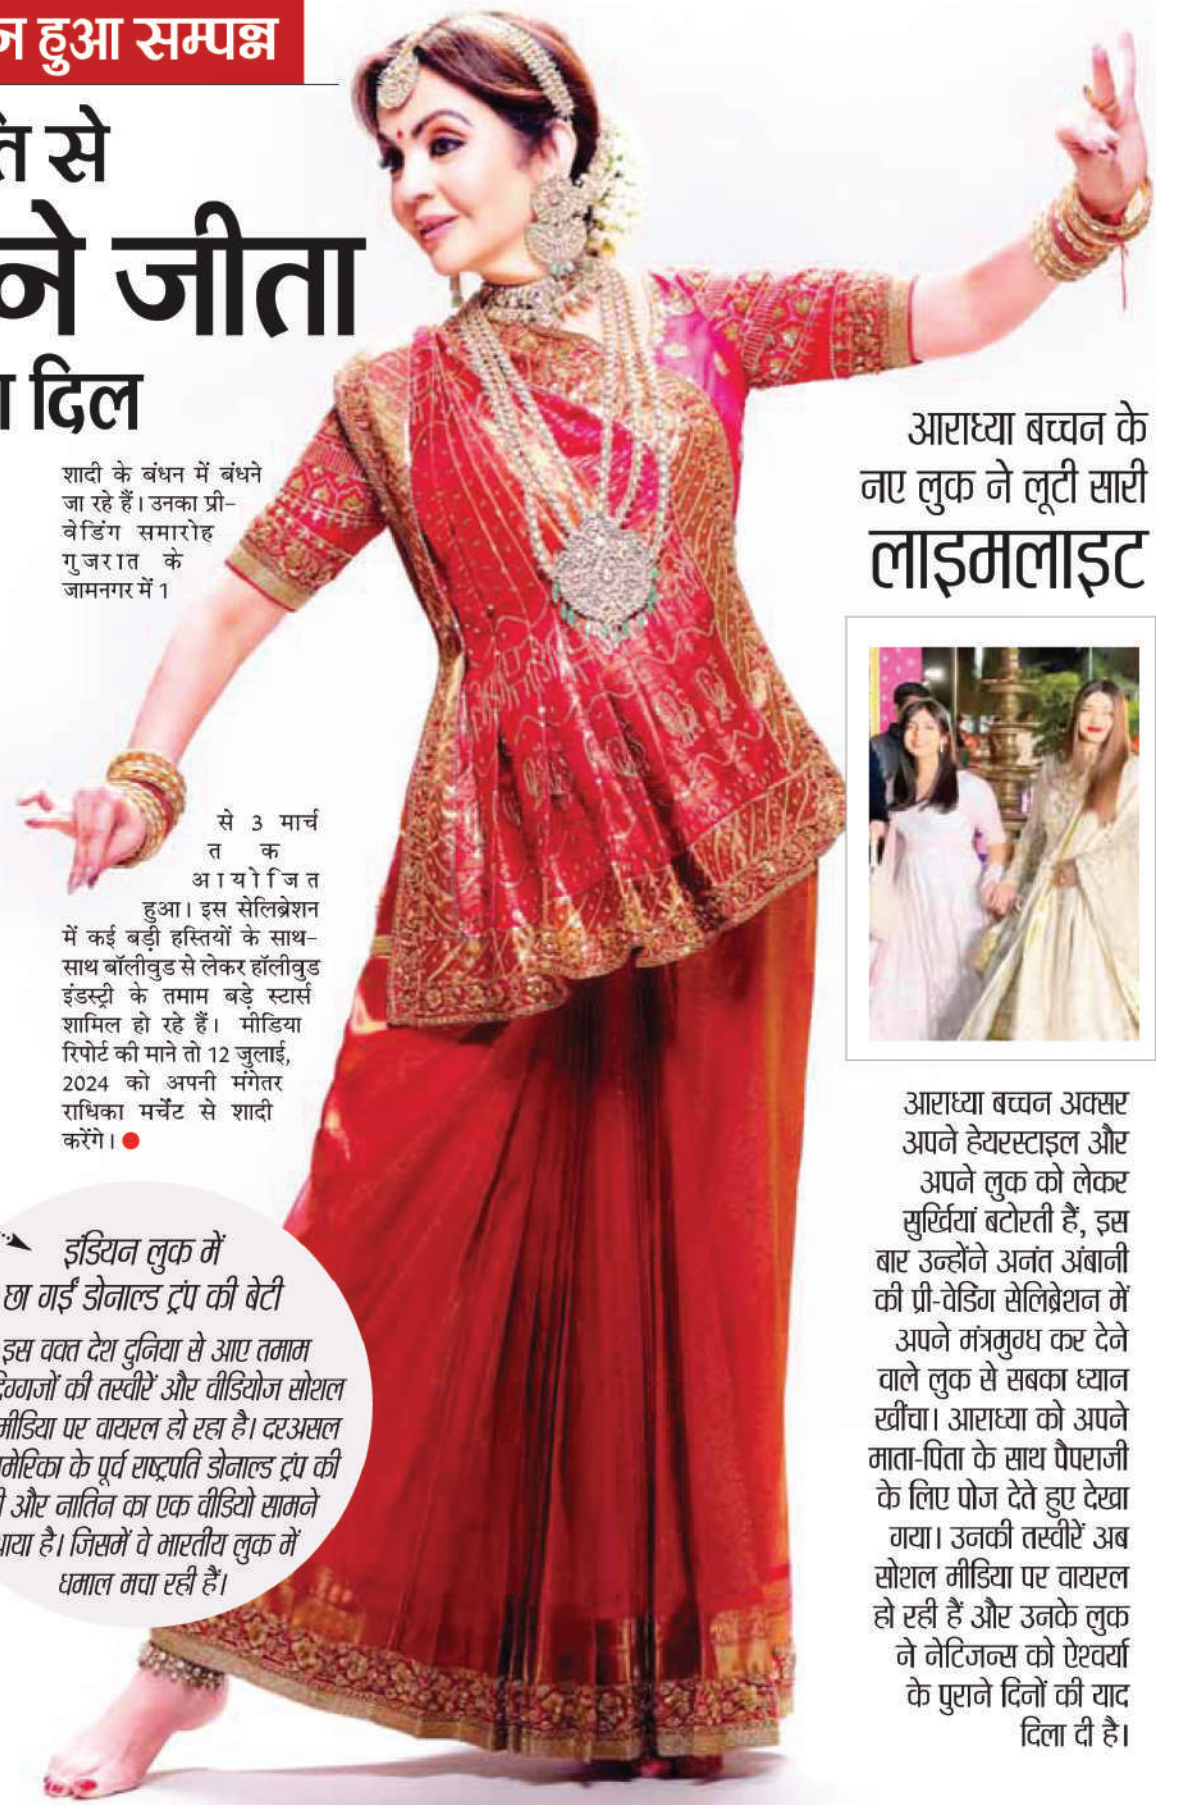 हुआ सम्पन्न
से
ने जीता
दिल
शादी के बंधन में बंधने
जा रहे हैं। उनका प्री-
वेडिंग समारोह
गुजरात के
जामनगर में 1
से 3 मार्च
तक
आयोजित
हुआ। इस सेलिब्रेशन
में कई बड़ी हस्तियों के साथ-
साथ बॉलीवुड से लेकर हॉलीवुड
इंडस्ट्री के तमाम बड़े स्टार्स
शामिल हो रहे हैं। मीडिया
रिपोर्ट की माने तो 12 जुलाई,
2024 को अपनी मंगेतर
राधिका मर्चेंट से शादी
करेंगे।
इंडियन लुक में
छा गईं डोनाल्ड ट्रंप की बेटी
इस वक्त देश दुनिया से आए तमाम
की तस्वीरें और वीडियोज सोशल
मीडिया पर वायरल हो रहा है। दरअसल
के पूर्व राष्ट्रपति डोनाल्ड ट्रंप की
और नातिन का एक वीडियो सामने
है। जिसमें वे भारतीय लुक में
धमाल मचा रही हैं।
आराध्या बच्चन के
नए लुक ने लूटी सारी
लाइमलाइट
आराध्या बच्चन अक्सर
अपने हेयरस्टाइल और
अपने लुक को लेकर
सुर्खियां बटोरती हैं, इस
बार उन्होंने अनंत अंबानी
की प्री-वेडिंग सेलिब्रेशन में
अपने मंत्रमुग्ध कर देने
वाले लुक से सबका ध्यान
खींचा। आराध्या को अपने
माता-पिता के साथ पैपराजी
के लिए पोज देते हुए देखा
गया। उनकी तस्वीरें अब
सोशल मीडिया पर वायरल
हो रही हैं और उनके लुक
ने नेटिजन्स को ऐश्वर्या
के पुराने दिनों की याद
दिला दी है।